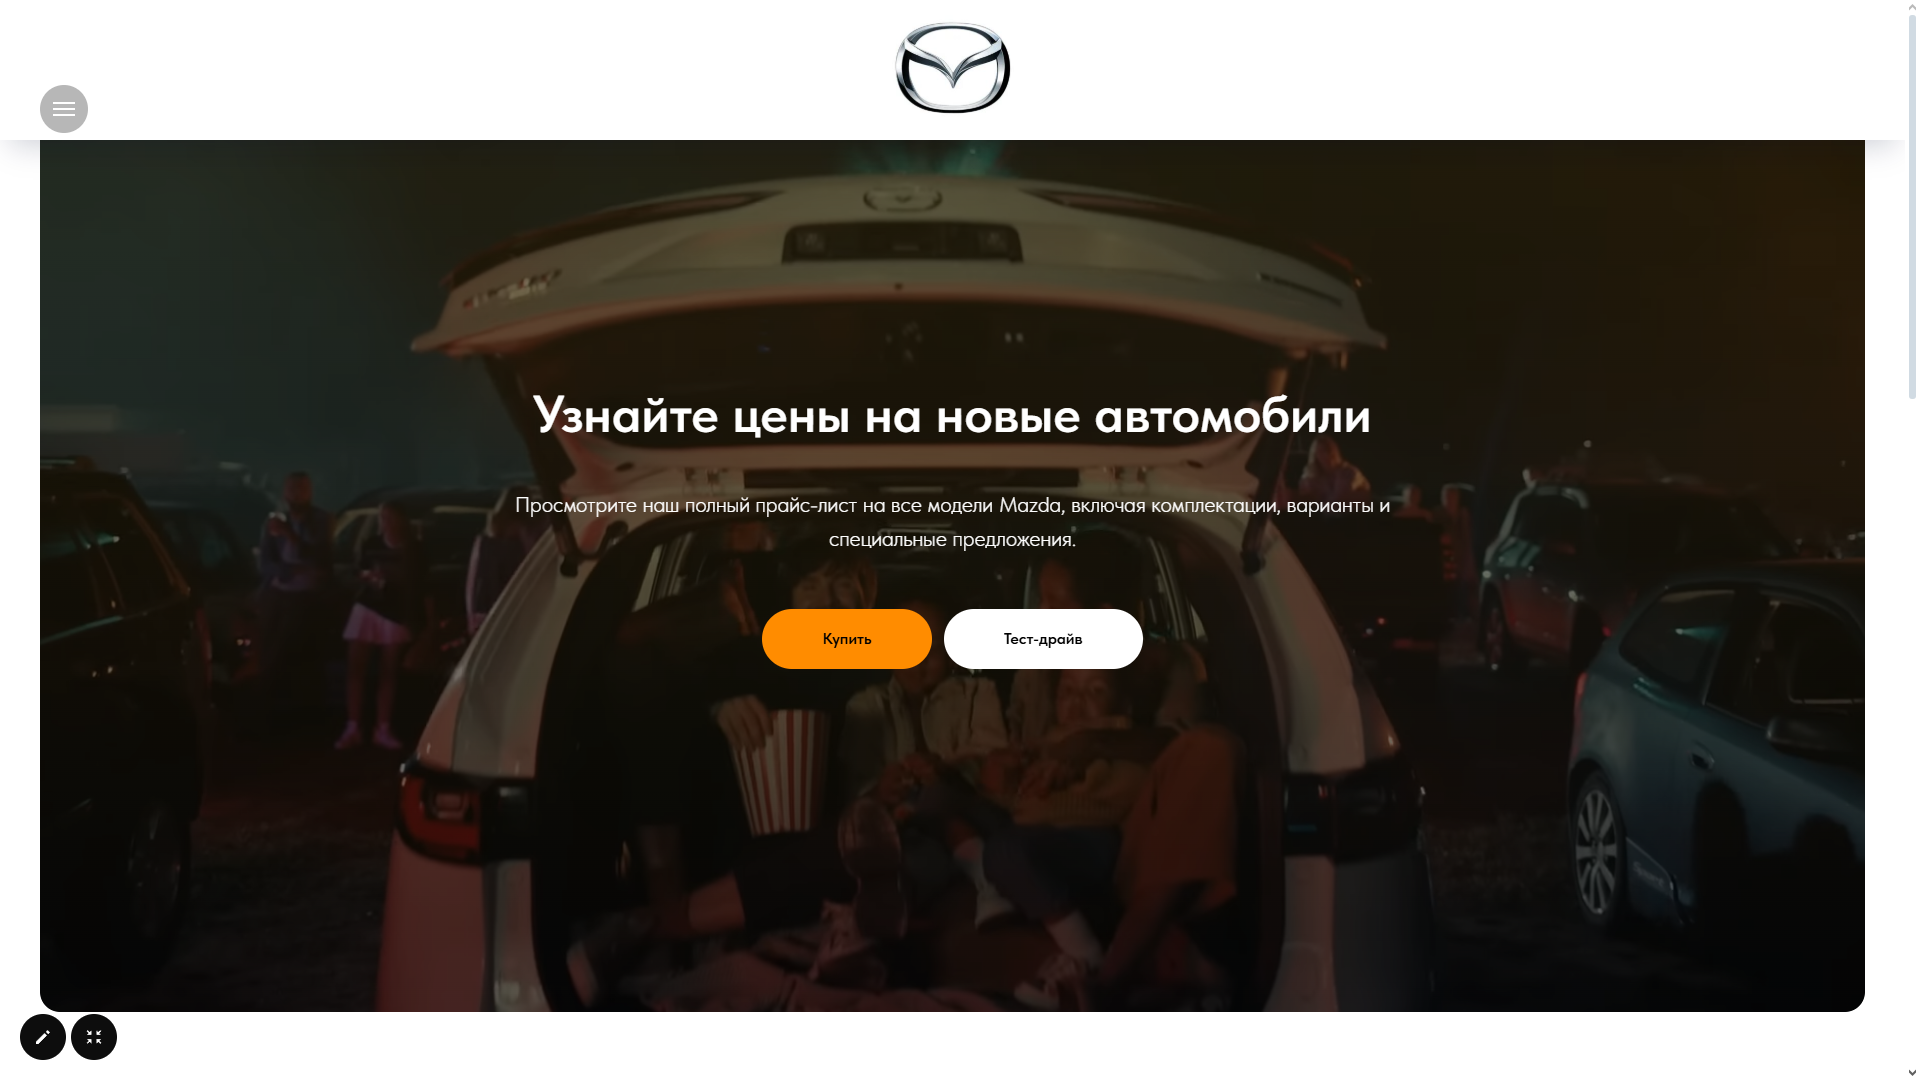 Узнайте цены на новые автомобили
Просмотрите наш полный прайс-лист на все модели Mazda, включая комплектации, варианты и
специальные предложения.
Купить
Тест-драйв